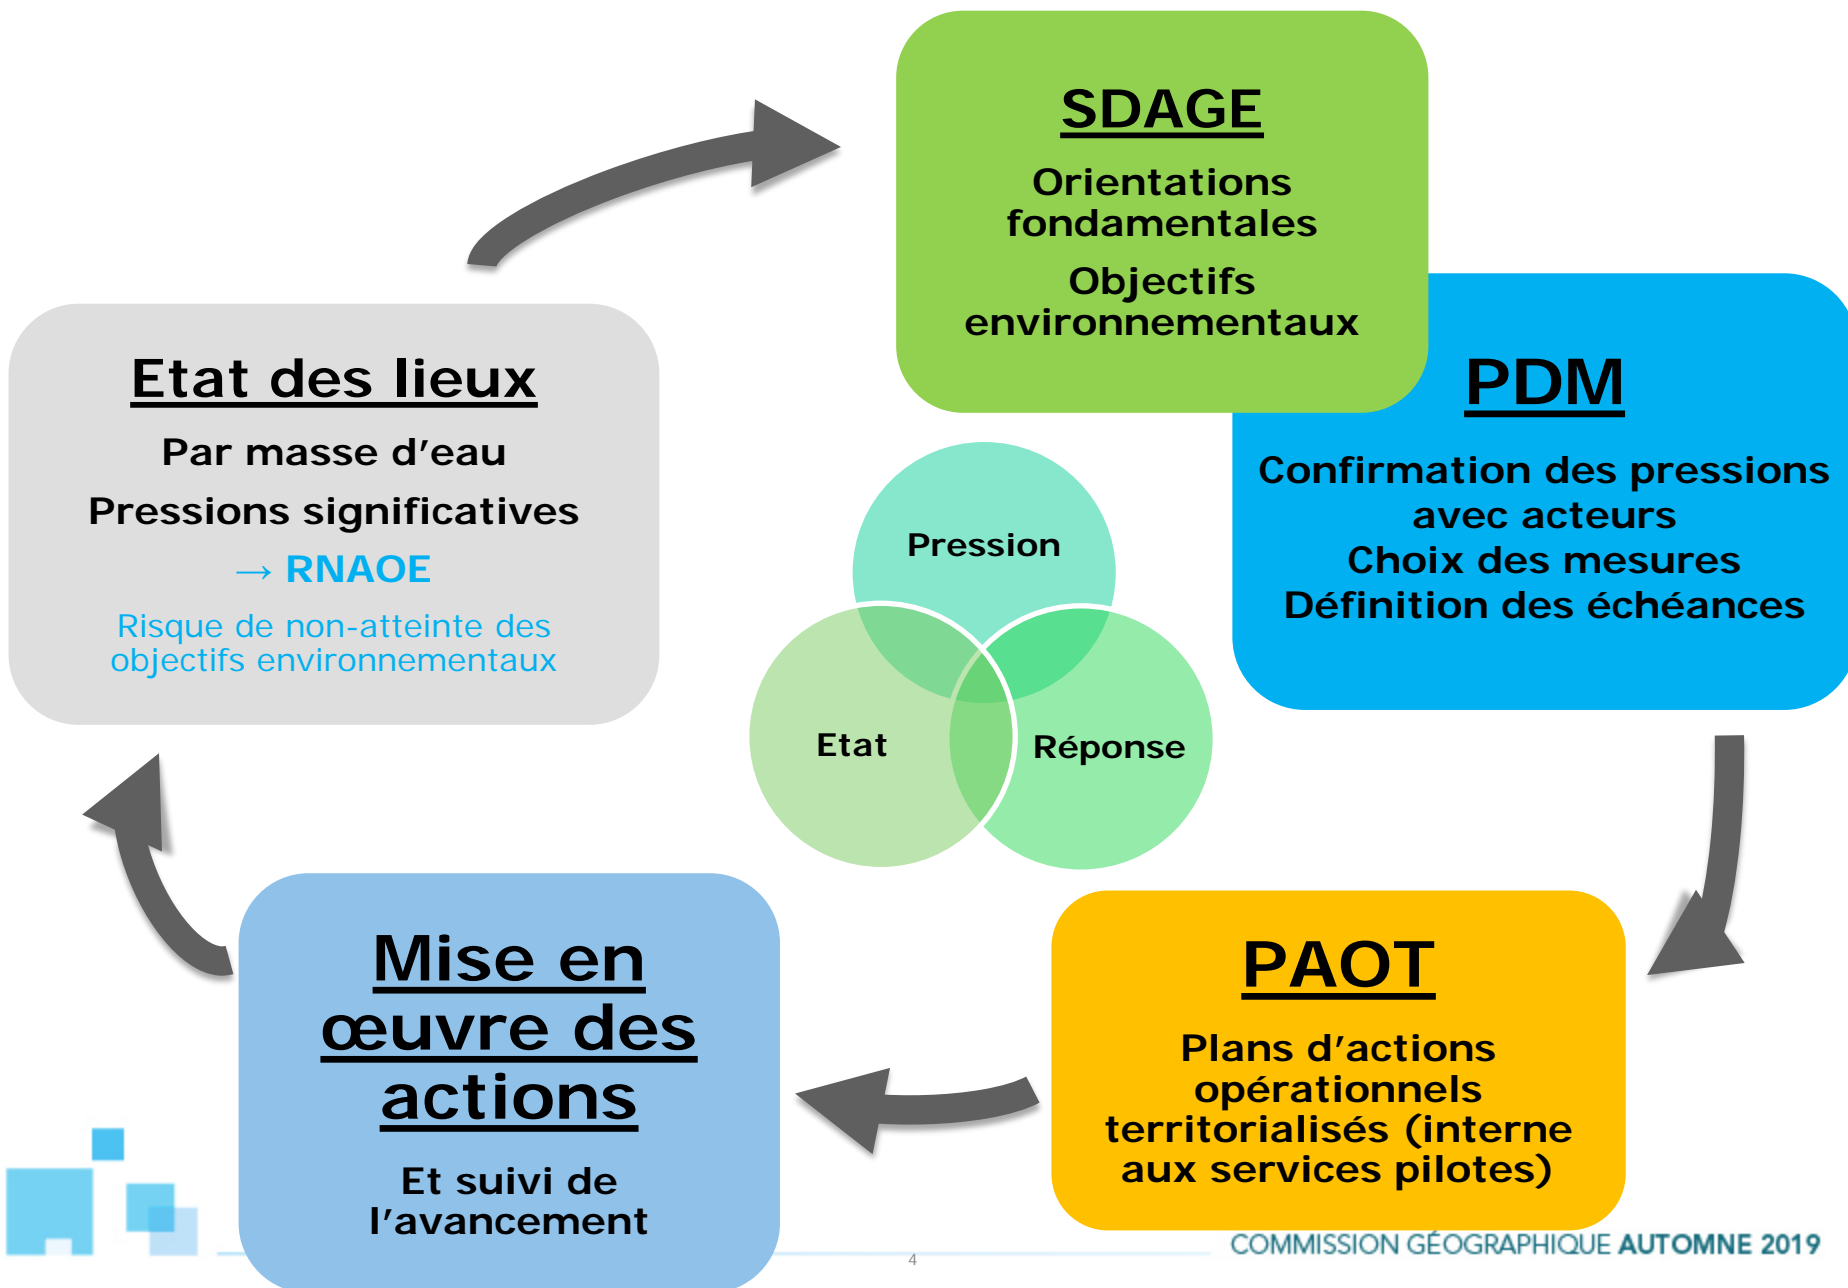 SDAGE
Orientations
fondamentales
Objectifs
environnementaux
Etat des lieux
Par masse d’eau
Pressions significatives
→ RNAOE
Risque de non-atteinte des
objectifs environnementaux
PDM
Confirmation des pressions
avec acteurs
Choix des mesures
Définition des échéances
Pression
Etat
Réponse
Mise en
œuvre des
actions
Et suivi de
l’avancement
PAOT
Plans d’actions
opérationnels
territorialisés (interne
aux services pilotes)
4
COMMISSION GÉOGRAPHIQUE AUTOMNE 2019